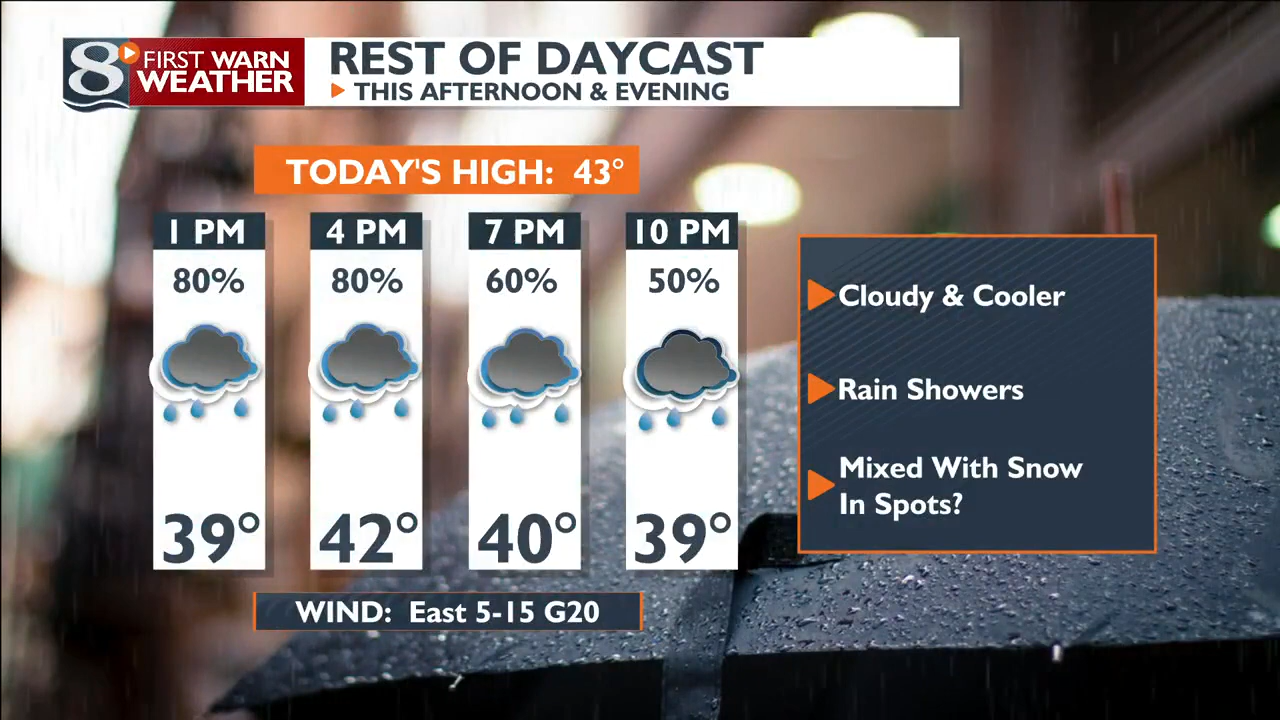 8 FIRST WARN
WEATHER
REST OF DAYCAST
THIS AFTERNOON & EVENING
TODAY'S HIGH: 43°
1 PM 4 PM 7 PM 10 PM
80% 80% 60% 50%
39° 42° 40° 39°
WIND: East 5-15 G20
Cloudy & Cooler
Rain Showers
Mixed With Snow
In Spots?